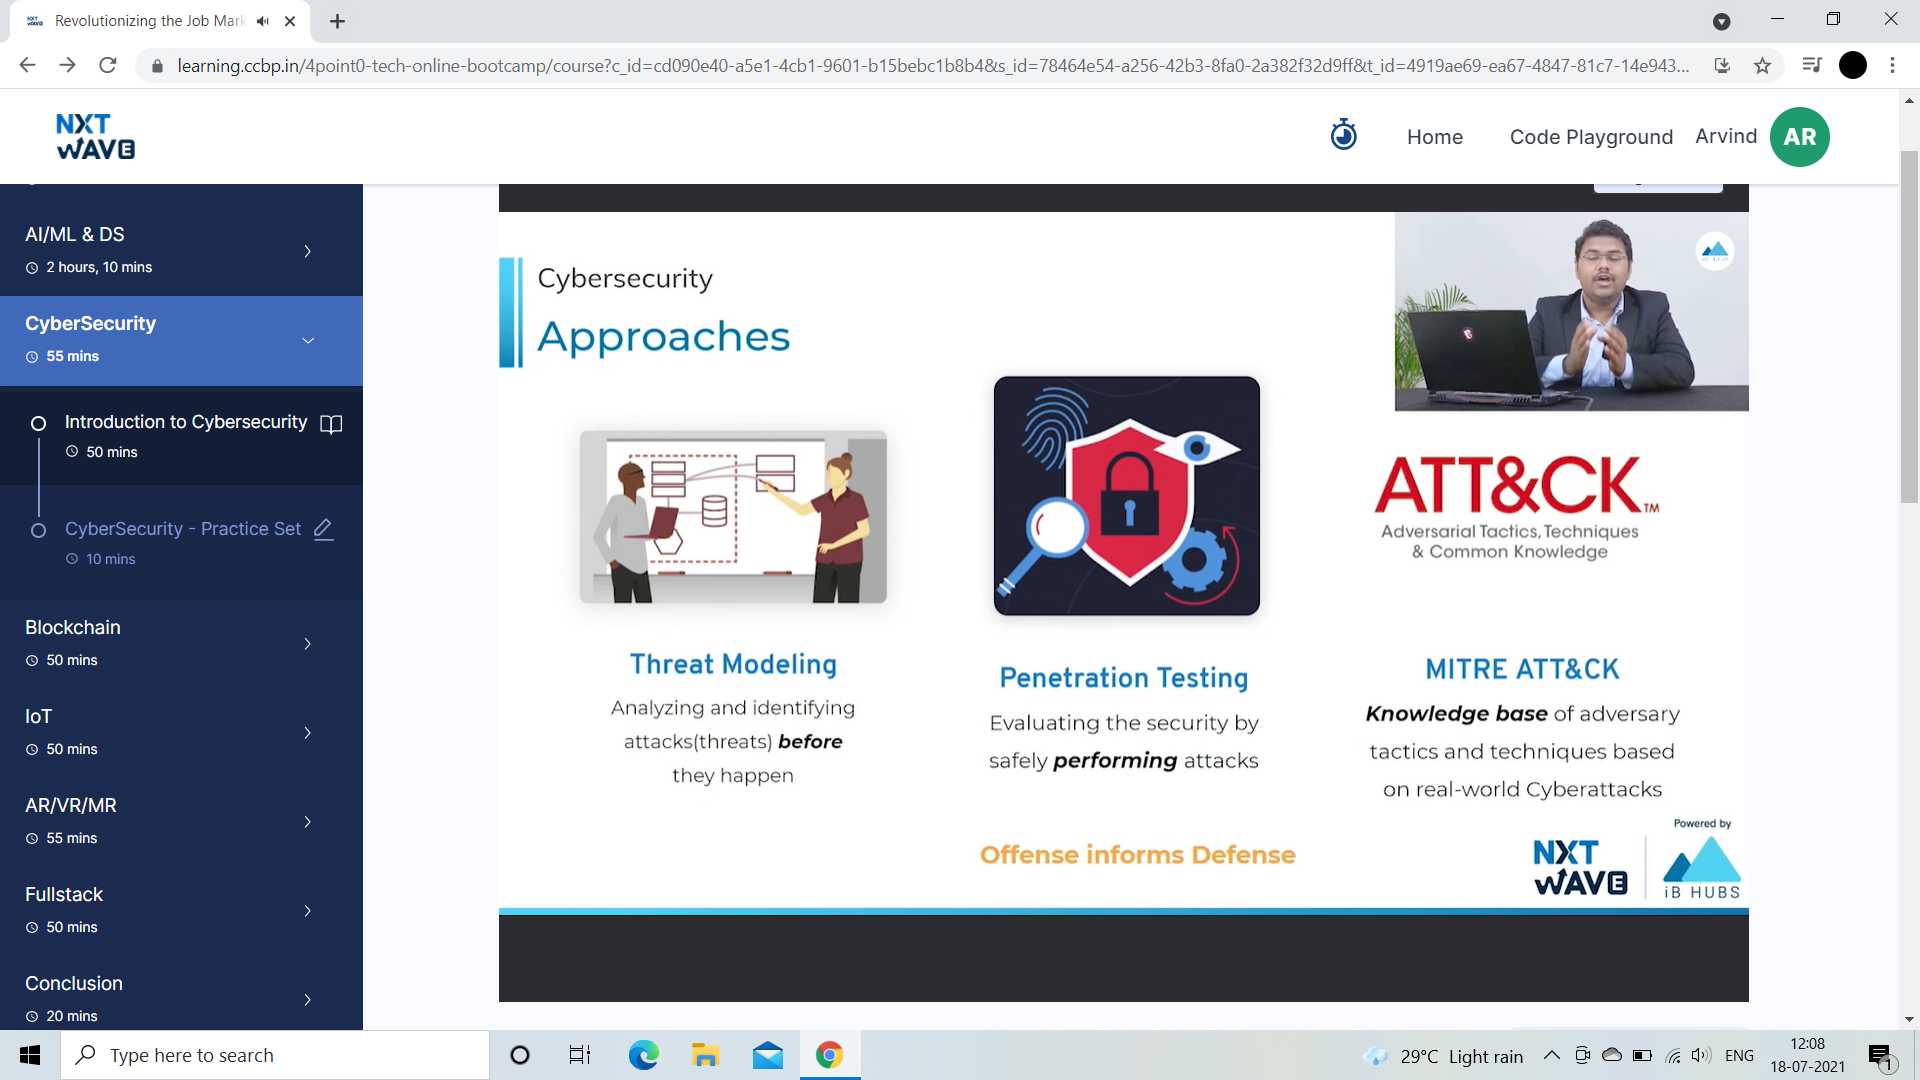 Revolutionizing the Job Mark
learning.ccbp.in/4point0-tech-online-bootcamp/course?c_id=cd090e40-a5e1-4cb1-9601-b15bebc1b8b4&s_id=78464e54-a256-42b3-8fa0-2a382f32d9ff&t_id=4919ae69-ea67-4847-81c7-14e943...
NXT
WAVE
Home
Code Playground
Arvind
AR
AI/ML & DS
2 hours, 10 mins
CyberSecurity
55 mins
Introduction to Cybersecurity
50 mins
CyberSecurity - Practice Set
10 mins
Blockchain
50 mins
IoT
50 mins
AR/VR/MR
55 mins
Fullstack
50 mins
Conclusion
20 mins
Cybersecurity
Approaches
Threat Modeling
Analyzing and identifying
attacks(threats) before
they happen
Penetration Testing
Evaluating the security by
safely performing attacks
ATT&CK™
Adversarial Tactics, Techniques
& Common Knowledge
MITRE ATT&CK
Knowledge base of adversary
tactics and techniques based
on real-world Cyberattacks
Offense informs Defense
Powered by
NXT
WAVE
iB HUBS
Type here to search
29°C Light rain
ENG
12:08
18-07-2021
1